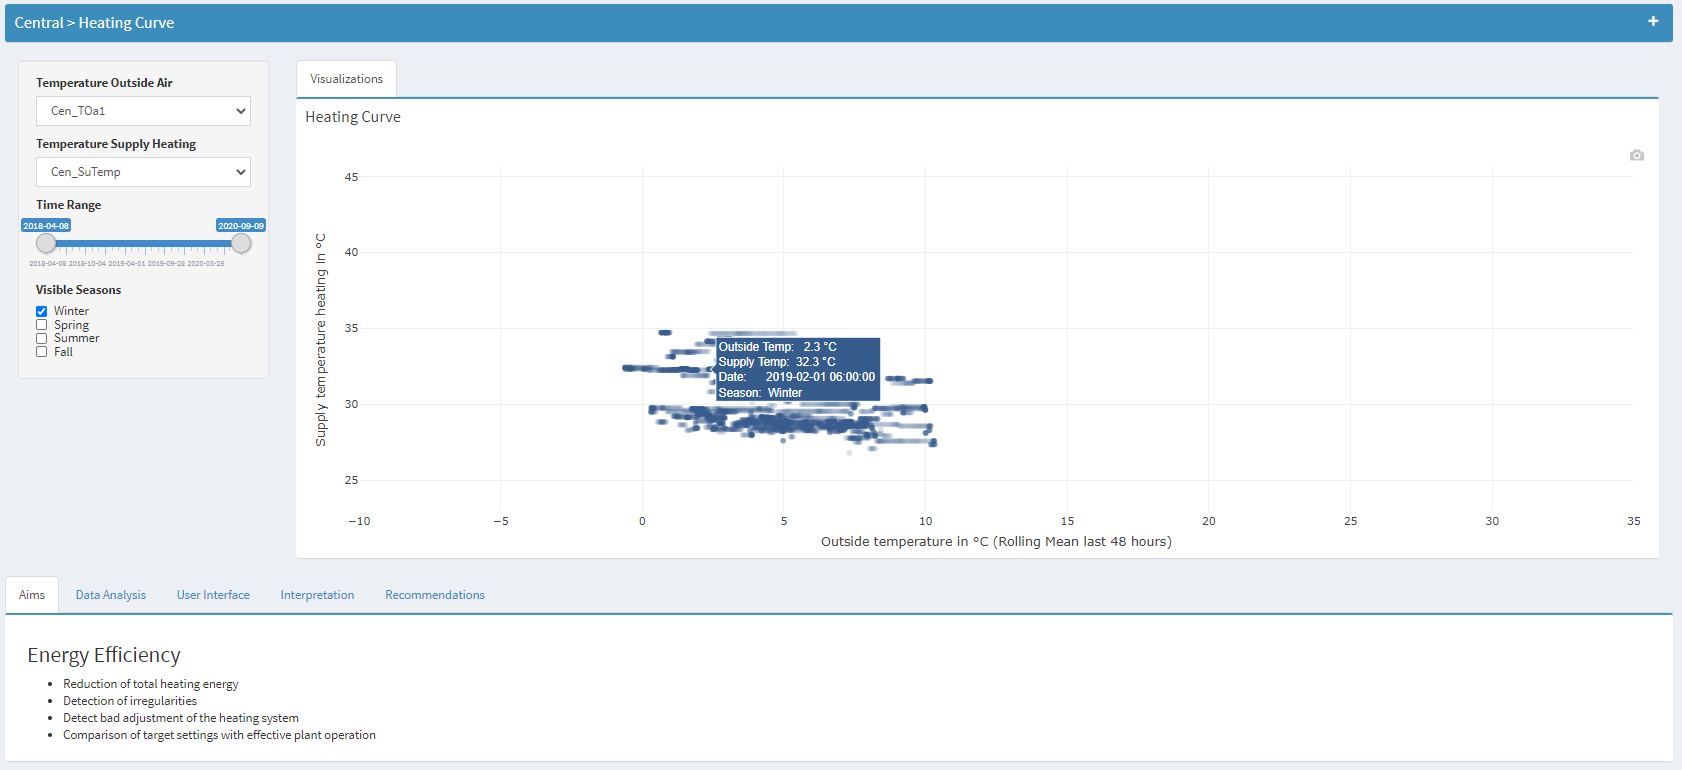 Central > Heating Curve
+
Temperature Outside Air
Cen_TOa1
Temperature Supply Heating
Cen_SuTemp
Time Range
2018-04-08 2020-09-09
2018-04-08 2018-10-04 2019-04-01 2019-09-28 2020-03-25
Visible Seasons
Winter
Spring
Summer
Fall
Visualizations
Heating Curve
Supply temperature heating in °C
45
40
35
30
25
Outside Temp: 2.3 °C
Supply Temp: 32.3 °C
Date: 2019-02-01 06:00:00
Season: Winter
−10 −5 0 5 10 15 20 25 30 35
Outside temperature in °C (Rolling Mean last 48 hours)
Aims Data Analysis User Interface Interpretation Recommendations
Energy Efficiency
• Reduction of total heating energy
• Detection of irregularities
• Detect bad adjustment of the heating system
• Comparison of target settings with effective plant operation